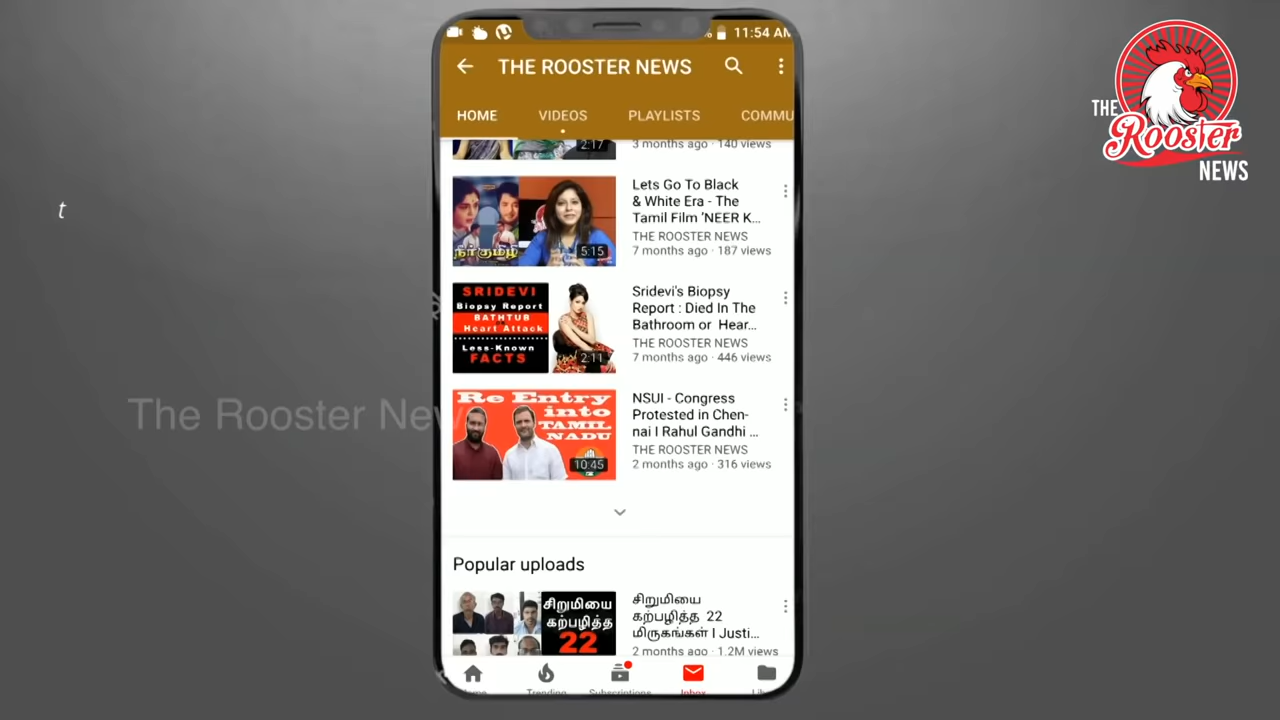 11:54 AM
THE ROOSTER NEWS
HOME VIDEOS PLAYLISTS COMMU
THE
Rooster
NEWS
2:17
3 months ago · 140 views
நீர்குமிழி
5:15
Lets Go To Black
& White Era - The
Tamil Film 'NEER K...
THE ROOSTER NEWS
7 months ago · 187 views
t
SRIDEVI
Biopsy Report
BATHTUB
Heart Attack
Less-Known
FACTS
2:11
Sridevi's Biopsy
Report : Died In The
Bathroom or Hear...
THE ROOSTER NEWS
7 months ago · 446 views
Re Entry
into
TAMIL
NADU
10:45
NSUI - Congress
Protested in Chen-
nai I Rahul Gandhi ...
THE ROOSTER NEWS
2 months ago · 316 views
The Rooster New
Popular uploads
சிறுமியை
கற்பழித்த
22
சிறுமியை
கற்பழித்த 22
மிருகங்கள் I Justi...
2 months ago · 1.2M views
Trending Subscriptions Inbox